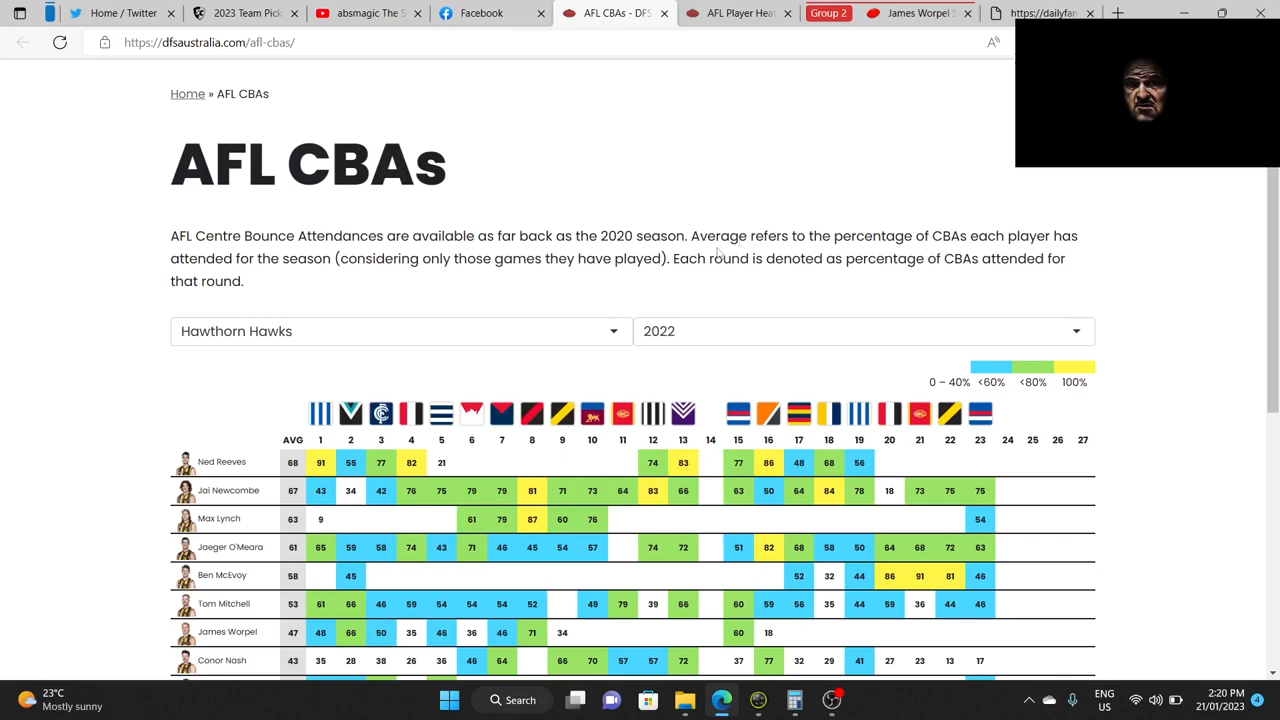 Home / Twitter
2023 Team Pick
absmagic The S
Facebook
AFL CBAs - DFS
AFL Player Heat
Group 2
James Worpel S
https://dailyfan
https://dfsaustralia.com/afl-cbas/
Home » AFL CBAs
AFL CBAs
AFL Centre Bounce Attendances are available as far back as the 2020 season. Average refers to the percentage of CBAs each player has
attended for the season (considering only those games they have played). Each round is denoted as percentage of CBAs attended for
that round.
Hawthorn Hawks 2022
0 – 40% <60% <80% 100%
AVG 1 2 3 4 5 6 7 8 9 10 11 12 13 14 15 16 17 18 19 20 21 22 23 24 25 26 27
Ned Reeves 68 91 55 77 82 21 74 83 77 86 48 68 56
Jai Newcombe 67 43 34 42 76 75 79 79 81 71 73 64 83 66 63 50 64 84 78 18 73 75 75
Max Lynch 63 9 61 79 87 60 76 54
Jaeger O'Meara 61 65 59 58 74 43 71 46 45 54 57 74 72 51 82 68 58 50 64 68 72 63
Ben McEvoy 58 45 52 32 44 86 91 81 46
Tom Mitchell 53 61 66 46 59 54 54 54 52 49 79 39 66 60 59 56 35 44 59 36 44 46
James Worpel 47 48 66 50 35 46 36 46 71 34 60 18
Conor Nash 43 35 28 38 26 36 46 64 66 70 57 57 72 37 77 32 29 41 27 23 13 17
23°C
Mostly sunny
Search
ENG
US
2:20 PM
21/01/2023
4